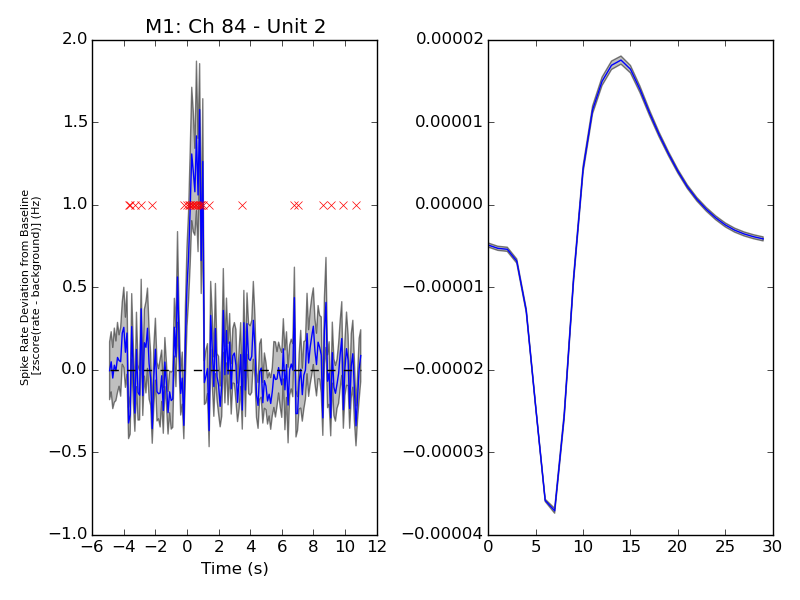 M1: Ch 84 - Unit 2
Spike Rate Deviation from Baseline
[zscore(rate - background)] (Hz)
2.0
1.5
1.0
0.5
0.0
−0.5
−1.0
−6 −4 −2 0 2 4 6 8 10 12
Time (s)
0.00002
0.00001
0.00000
−0.00001
−0.00002
−0.00003
−0.00004
0 5 10 15 20 25 30